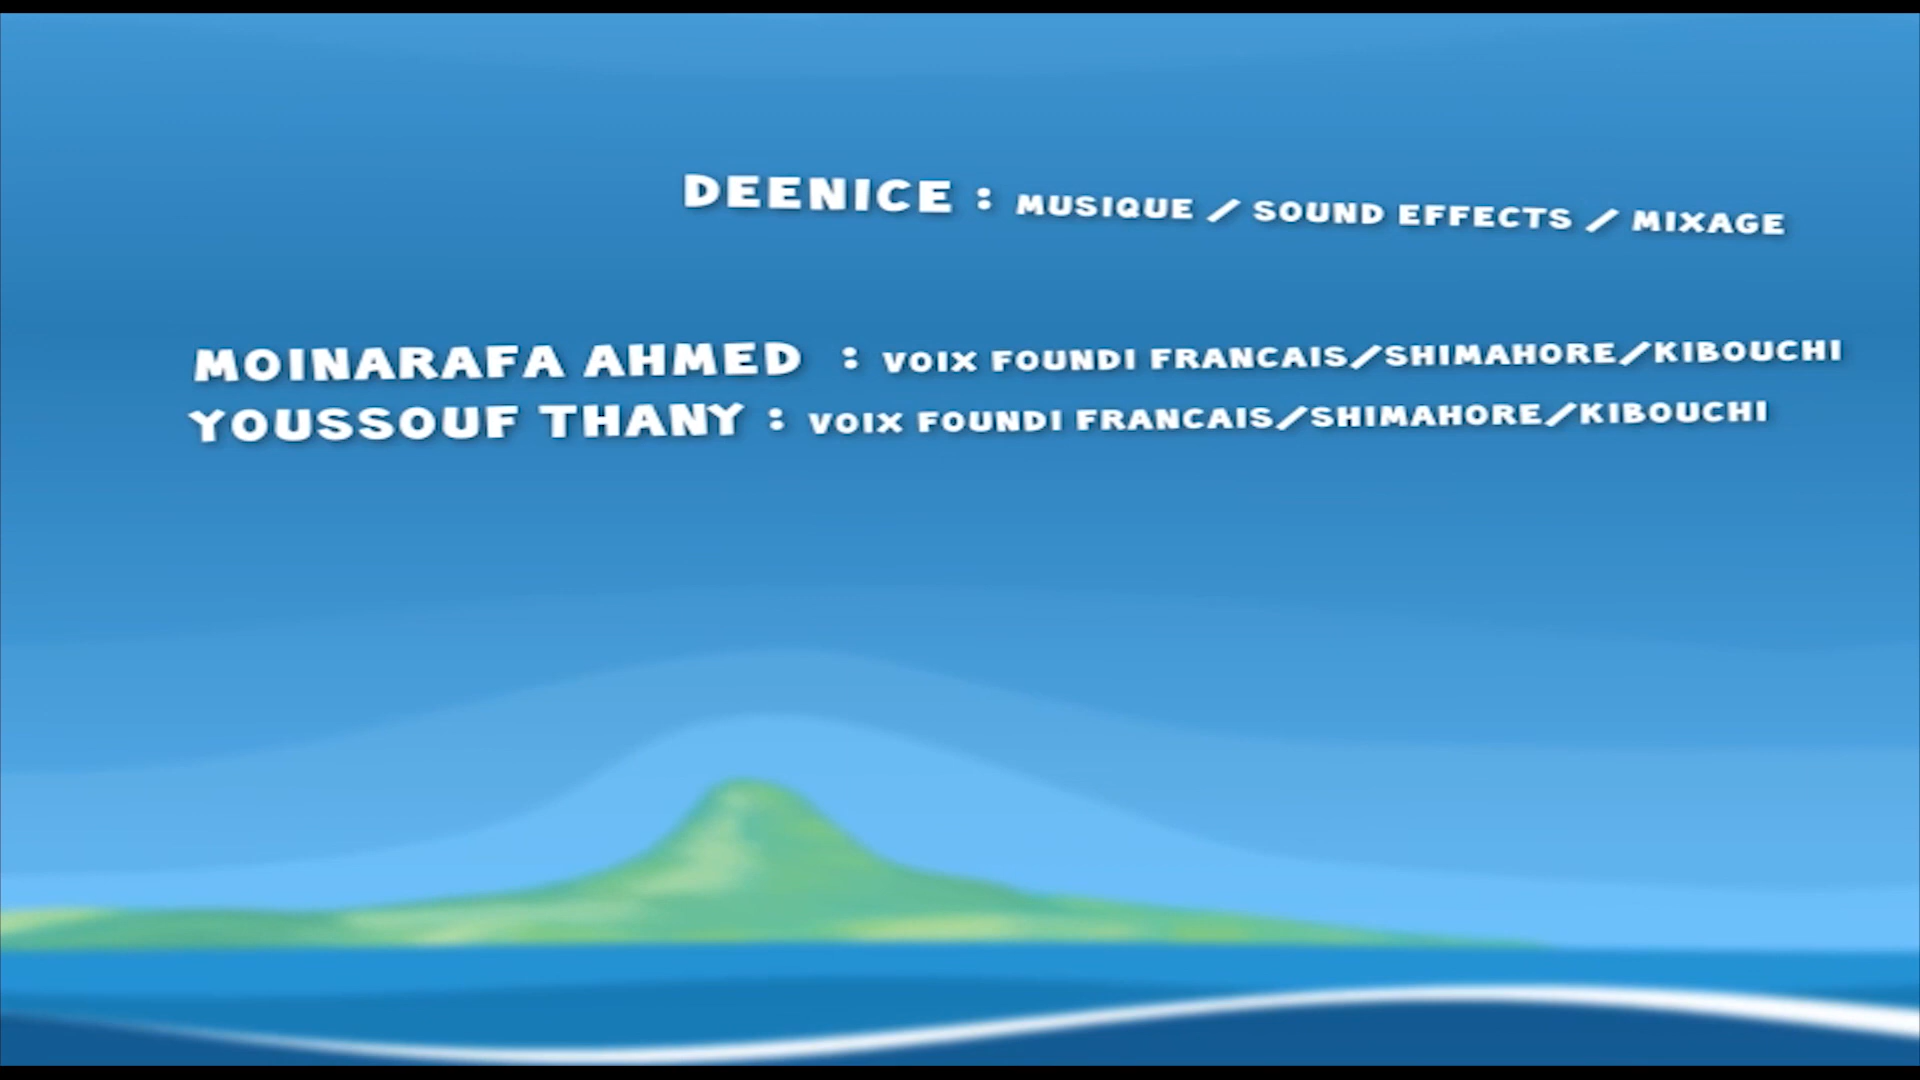 DEENICE : MUSIQUE / SOUND EFFECTS / MIXAGE
MOINARAFA AHMED : VOIX FOUNDI FRANCAIS/SHIMAHORE/KIBOUCHI
YOUSSOUF THANY : VOIX FOUNDI FRANCAIS/SHIMAHORE/KIBOUCHI